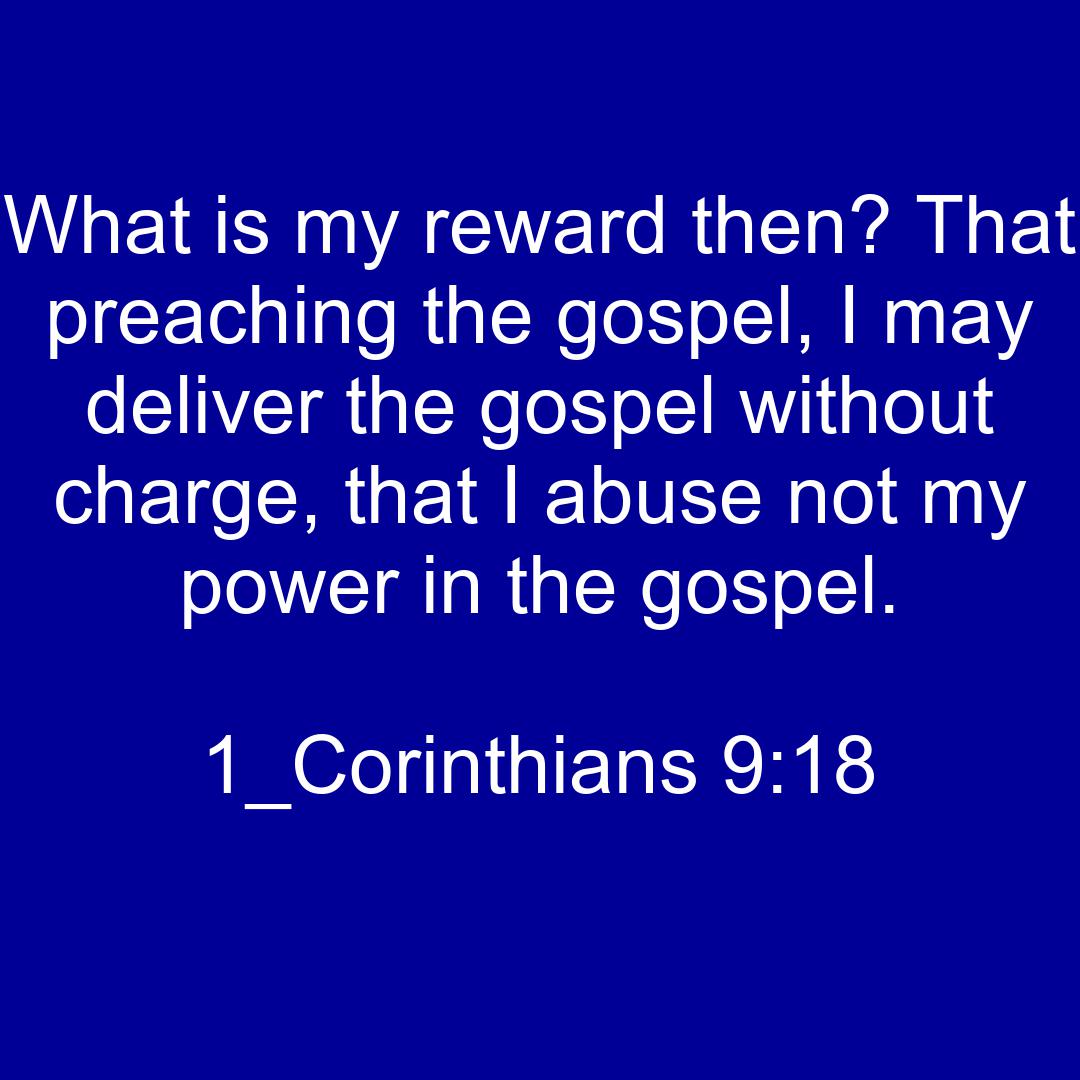 What is my reward then? That
preaching the gospel, I may
deliver the gospel without
charge, that I abuse not my
power in the gospel.
1_Corinthians 9:18